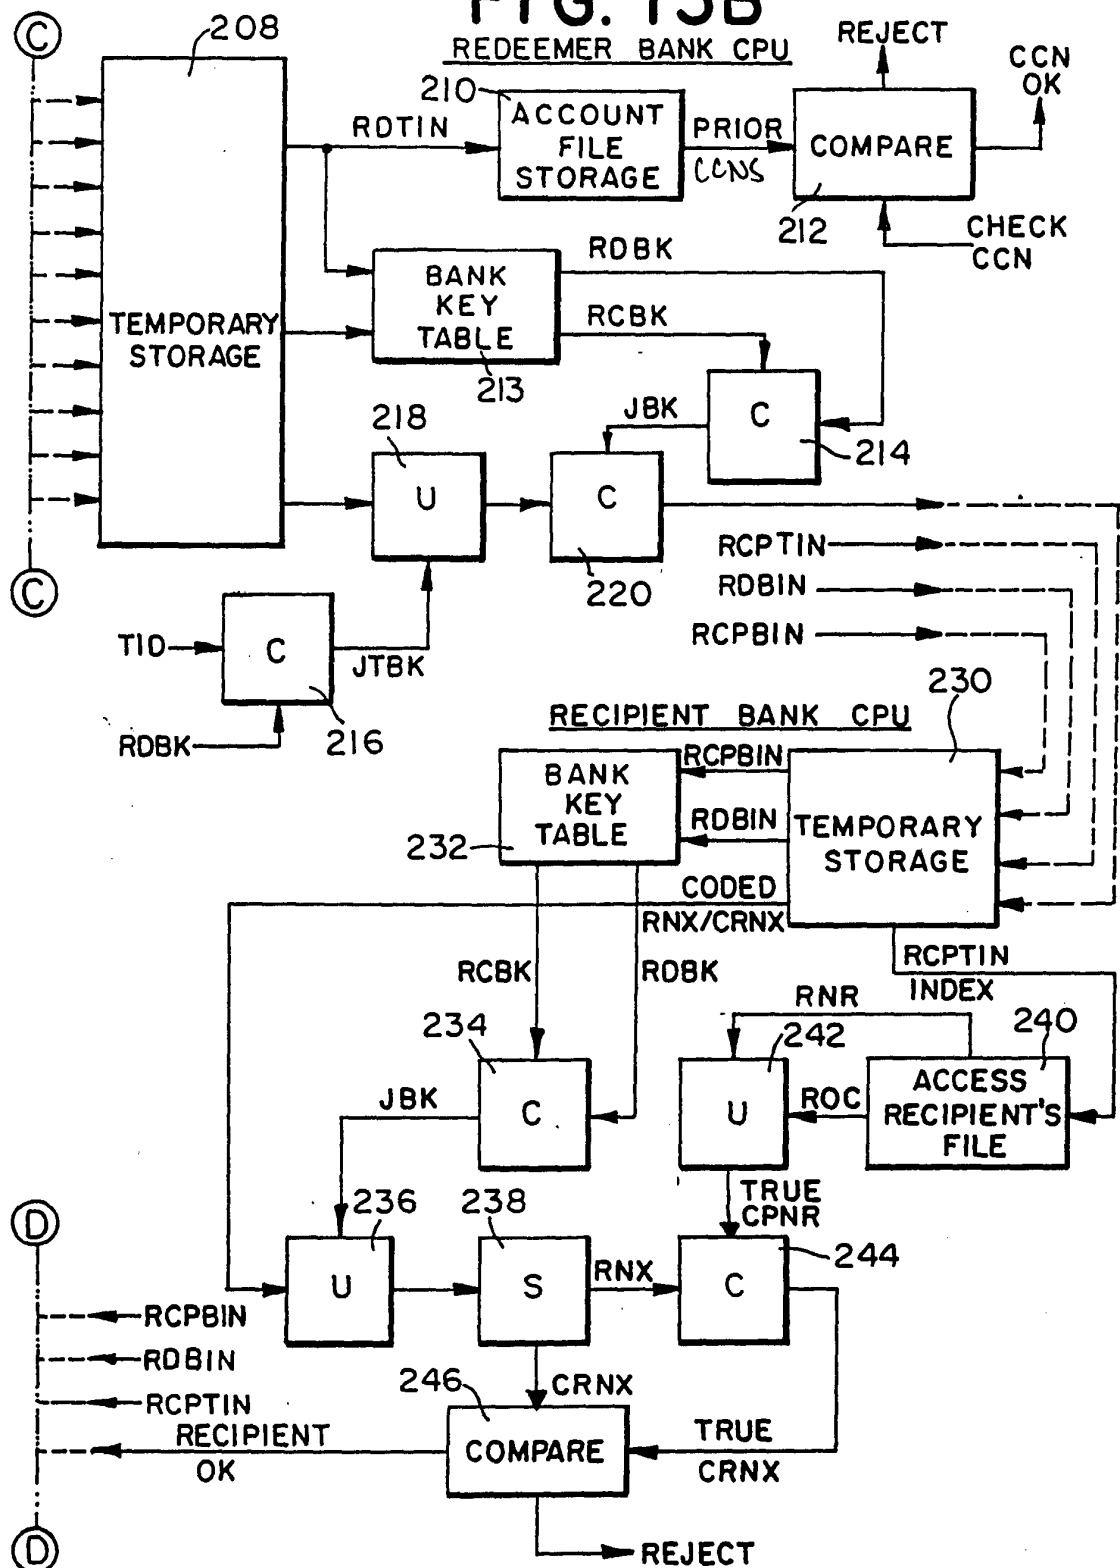 FIG. 13B
REDEEMER BANK CPU
C
208
TEMPORARY
STORAGE
RDTIN
210
ACCOUNT
FILE
STORAGE
PRIOR
CCNS
REJECT
COMPARE
212
CCN
OK
CHECK
CCN
BANK
KEY
TABLE
213
RDBK
RCBK
JBK
C
214
218
U
C
220
C
TID
C
JTBK
RDBK
216
RCPTIN
RDBIN
RCPBIN
230
RECIPIENT BANK CPU
BANK
KEY
TABLE
232
RCPBIN
RDBIN
TEMPORARY
STORAGE
CODED
RNX/CRNX
RCPTIN
INDEX
RCBK
RDBK
RNR
234
C
JBK
242
U
ROC
240
ACCESS
RECIPIENT'S
FILE
TRUE
CPNR
D
236
U
238
S
RNX
C
244
RCPBIN
RDBIN
RCPTIN
RECIPIENT
OK
246
CRNX
COMPARE
TRUE
CRNX
D
REJECT